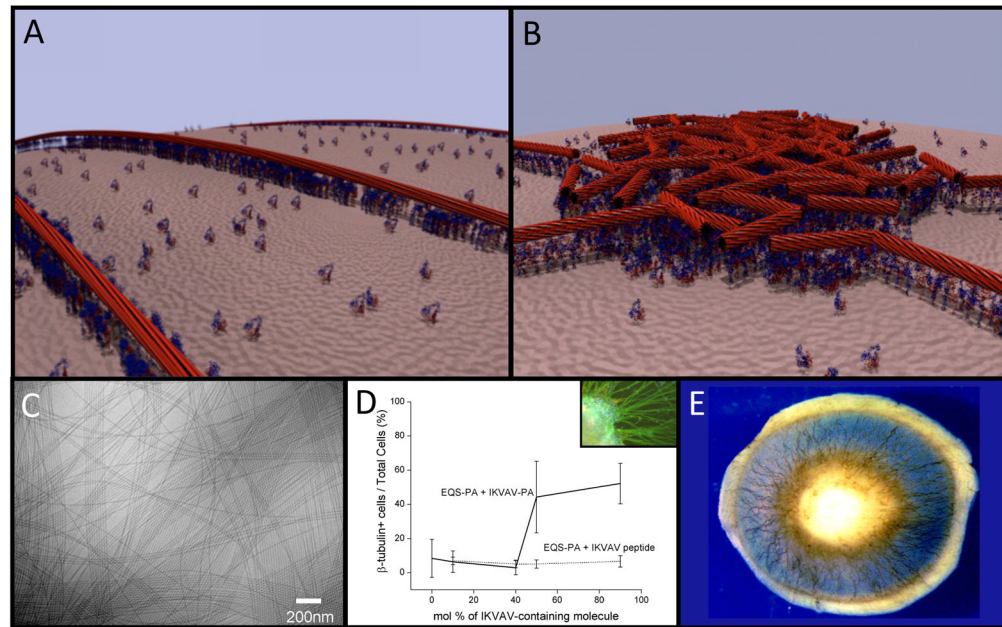 A
B
C
200nm
D
β-tubulin+ cells / Total Cells (%)
100
80
60
40
20
0
EQS-PA + IKVAV-PA
EQS-PA + IKVAV peptide
0
20
40
60
80
100
mol % of IKVAV-containing molecule
E